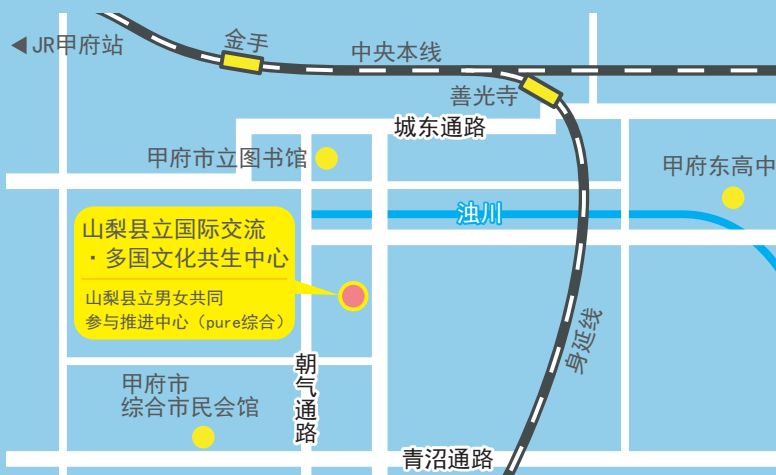 ◀JR甲府站
金手
中央本线
善光寺
城东通路
甲府市立图书馆
甲府东高中
浊川
山梨县立国际交流
・多国文化共生中心
山梨县立男女共同
参与推进中心（pure综合）
身延线
朝气通路
甲府市
综合市民会馆
青沼通路